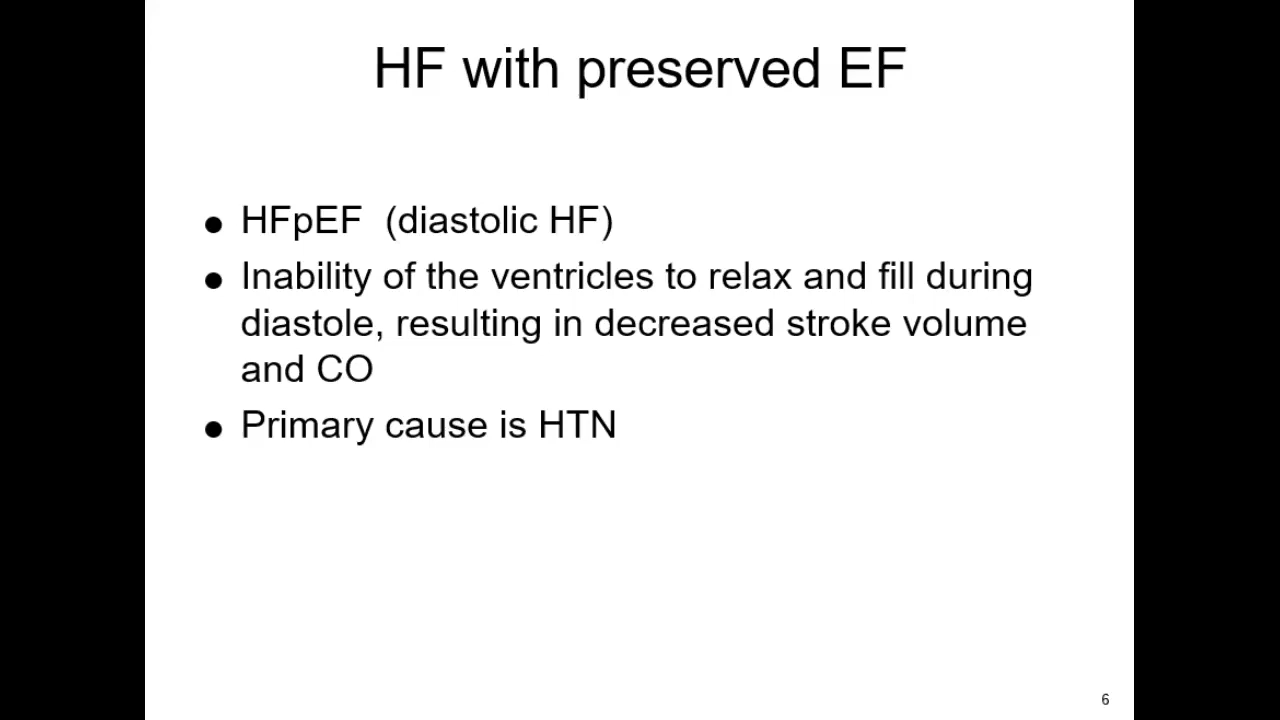 HF with preserved EF
● HFpEF (diastolic HF)
● Inability of the ventricles to relax and fill during
diastole, resulting in decreased stroke volume
and CO
● Primary cause is HTN
6